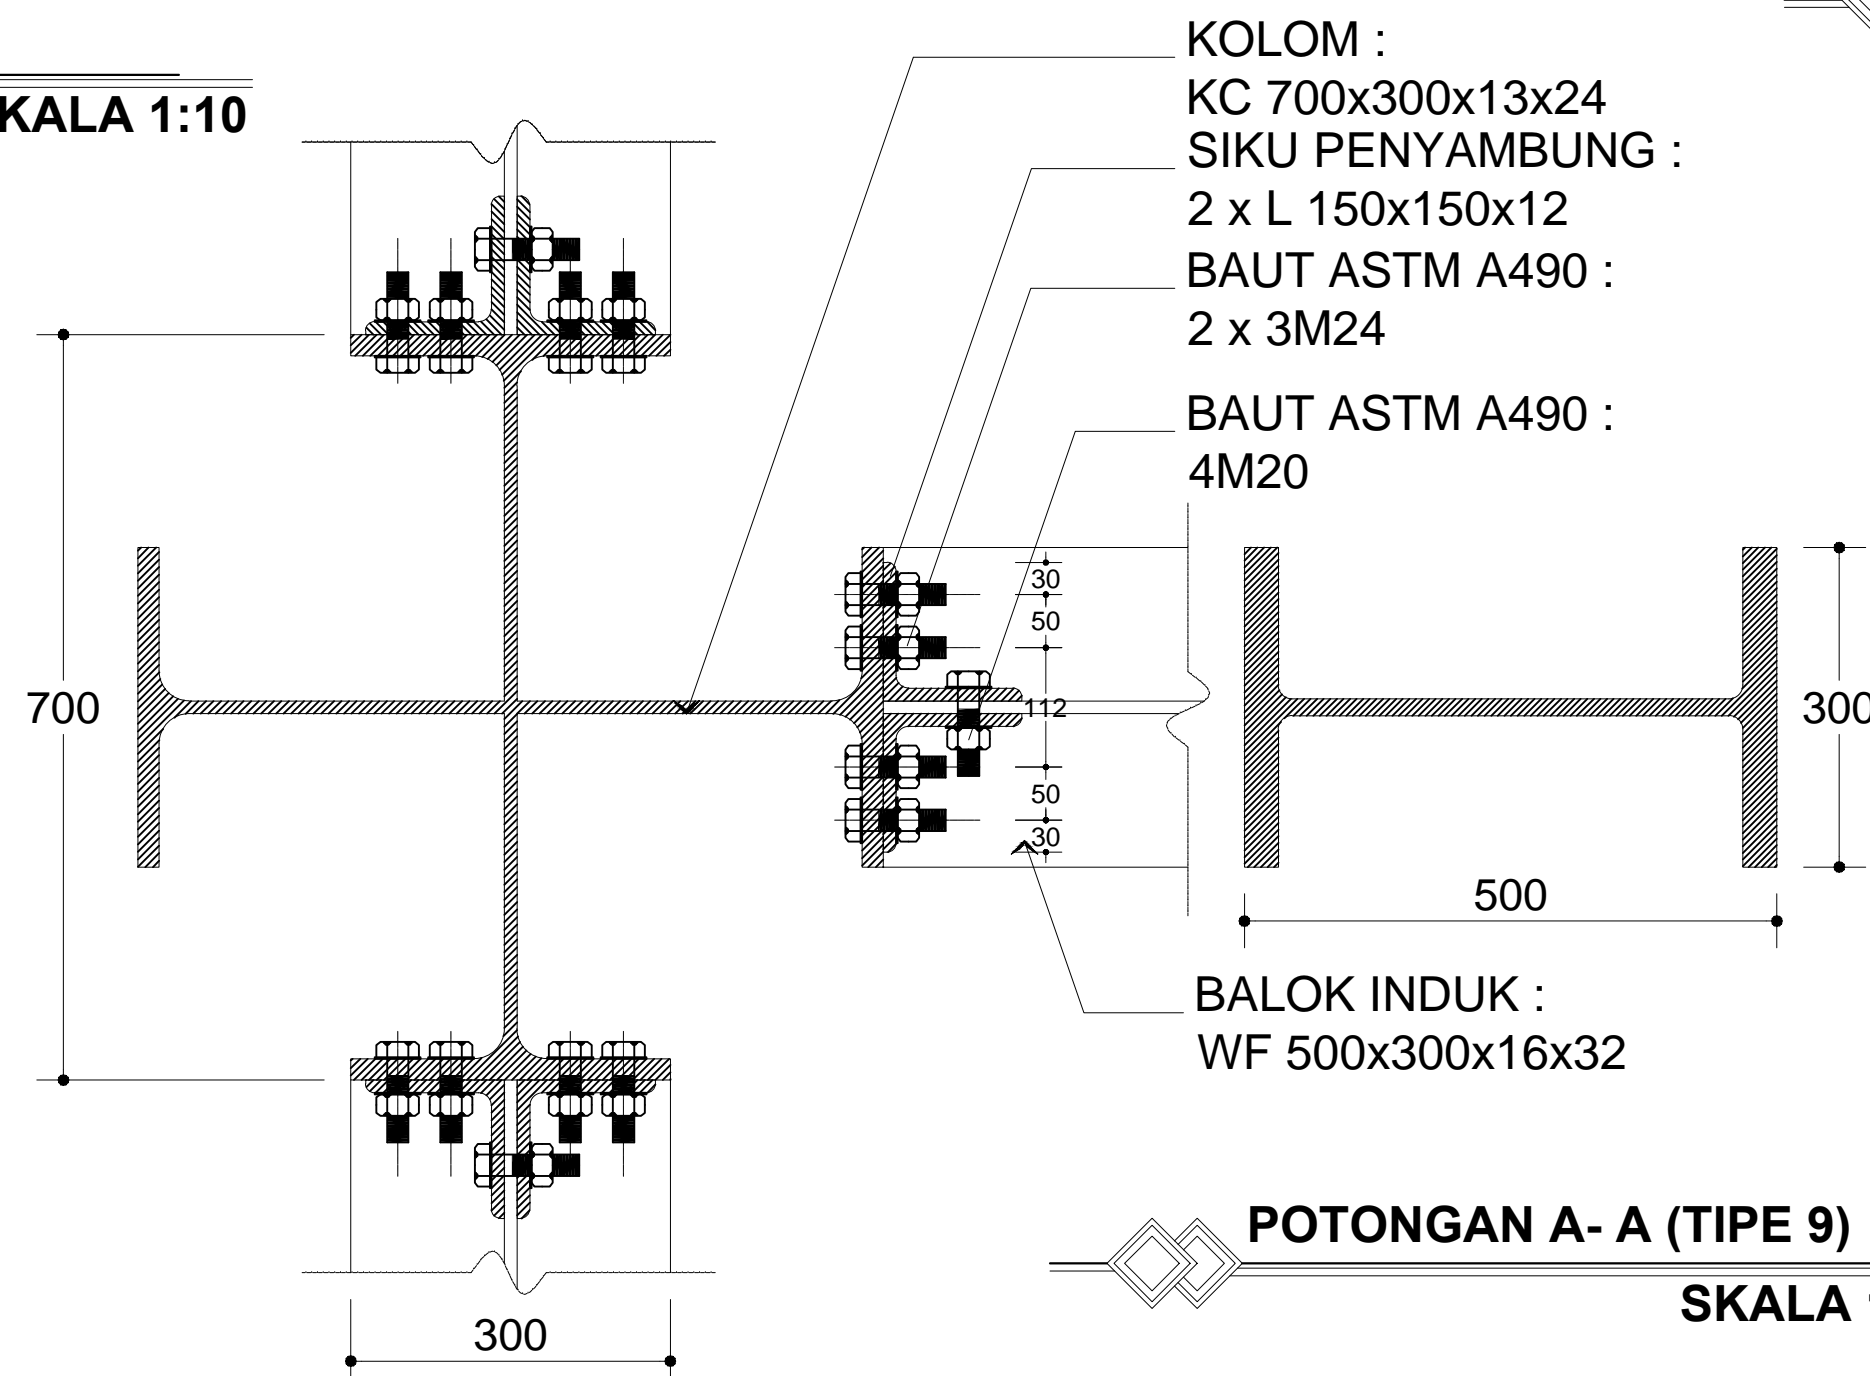 KALA 1:10
KOLOM :
KC 700x300x13x24
SIKU PENYAMBUNG :
2 x L 150x150x12
BAUT ASTM A490 :
2 x 3M24
BAUT ASTM A490 :
4M20
30
50
112
50
30
700
300
500
BALOK INDUK :
WF 500x300x16x32
POTONGAN A- A (TIPE 9)
SKALA
300